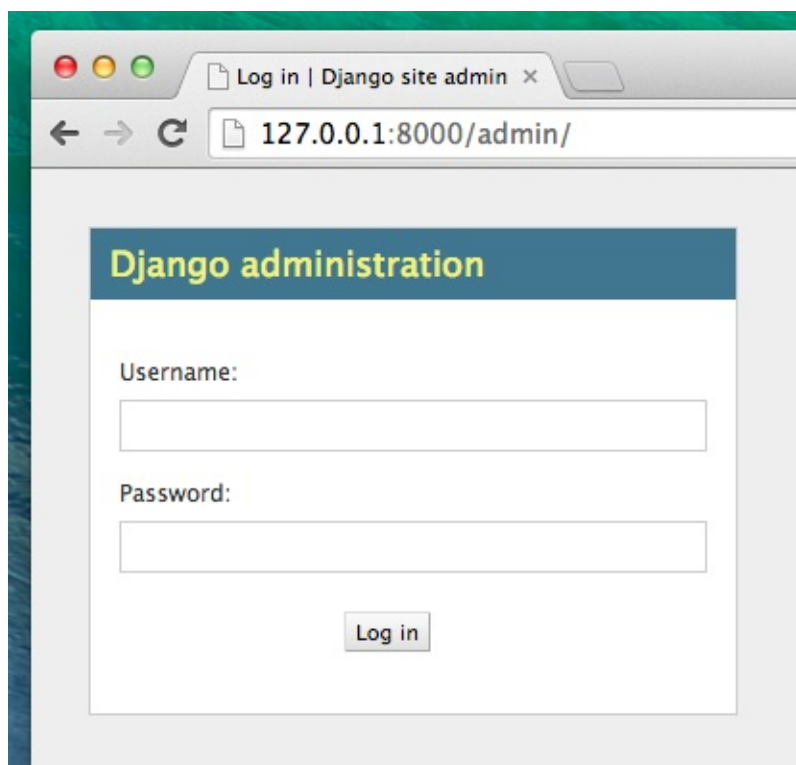 Log in | Django site admin
127.0.0.1:8000/admin/
Django administration
Username:
Password:
Log in